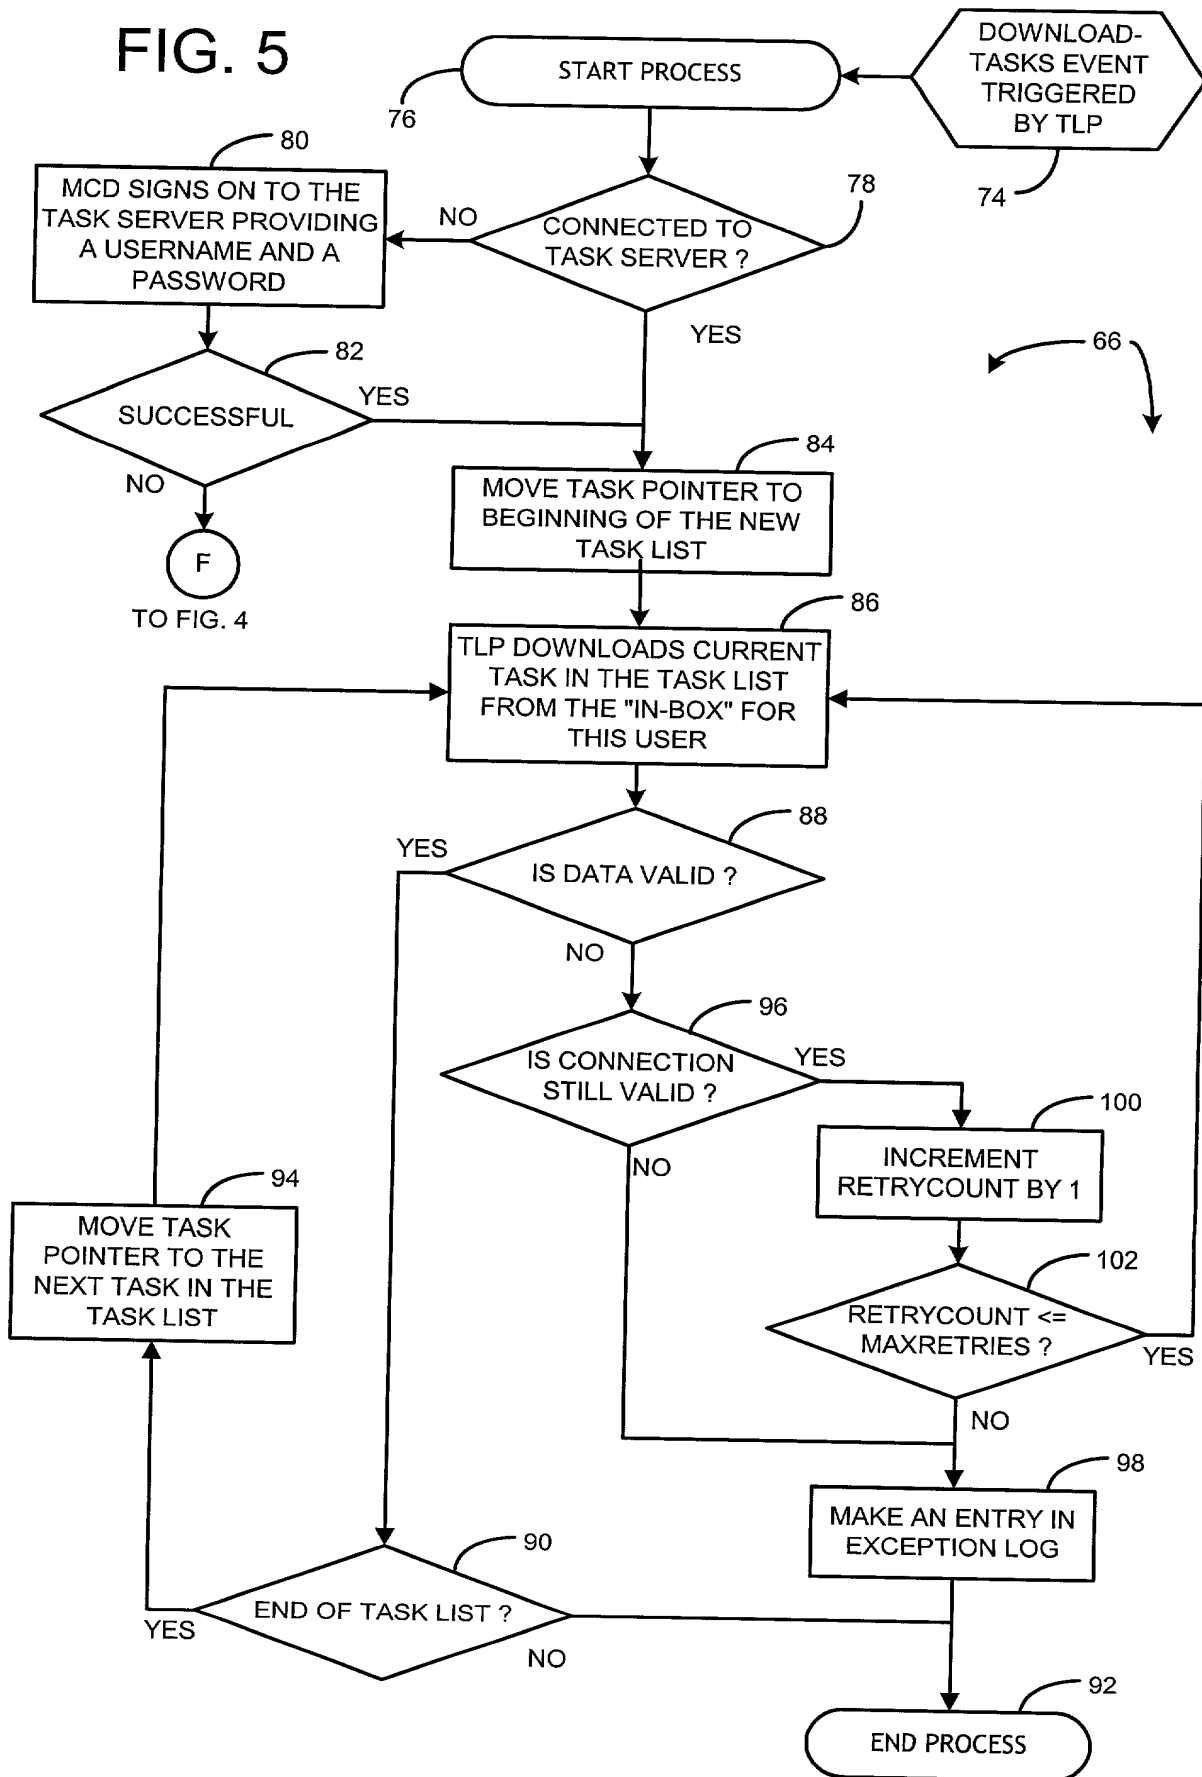 FIG. 5
START PROCESS
76
DOWNLOAD-
TASKS EVENT
TRIGGERED
BY TLP
74
80
MCD SIGNS ON TO THE
TASK SERVER PROVIDING
A USERNAME AND A
PASSWORD
NO
CONNECTED TO
TASK SERVER ?
78
YES
82
SUCCESSFUL
YES
NO
F
TO FIG. 4
66
84
MOVE TASK POINTER TO
BEGINNING OF THE NEW
TASK LIST
86
TLP DOWNLOADS CURRENT
TASK IN THE TASK LIST
FROM THE "IN-BOX" FOR
THIS USER
88
YES
IS DATA VALID ?
NO
96
IS CONNECTION
STILL VALID ?
YES
NO
100
INCREMENT
RETRYCOUNT BY 1
94
MOVE TASK
POINTER TO THE
NEXT TASK IN THE
TASK LIST
102
RETRYCOUNT <=
MAXRETRIES ?
YES
NO
98
MAKE AN ENTRY IN
EXCEPTION LOG
90
END OF TASK LIST ?
YES
NO
92
END PROCESS